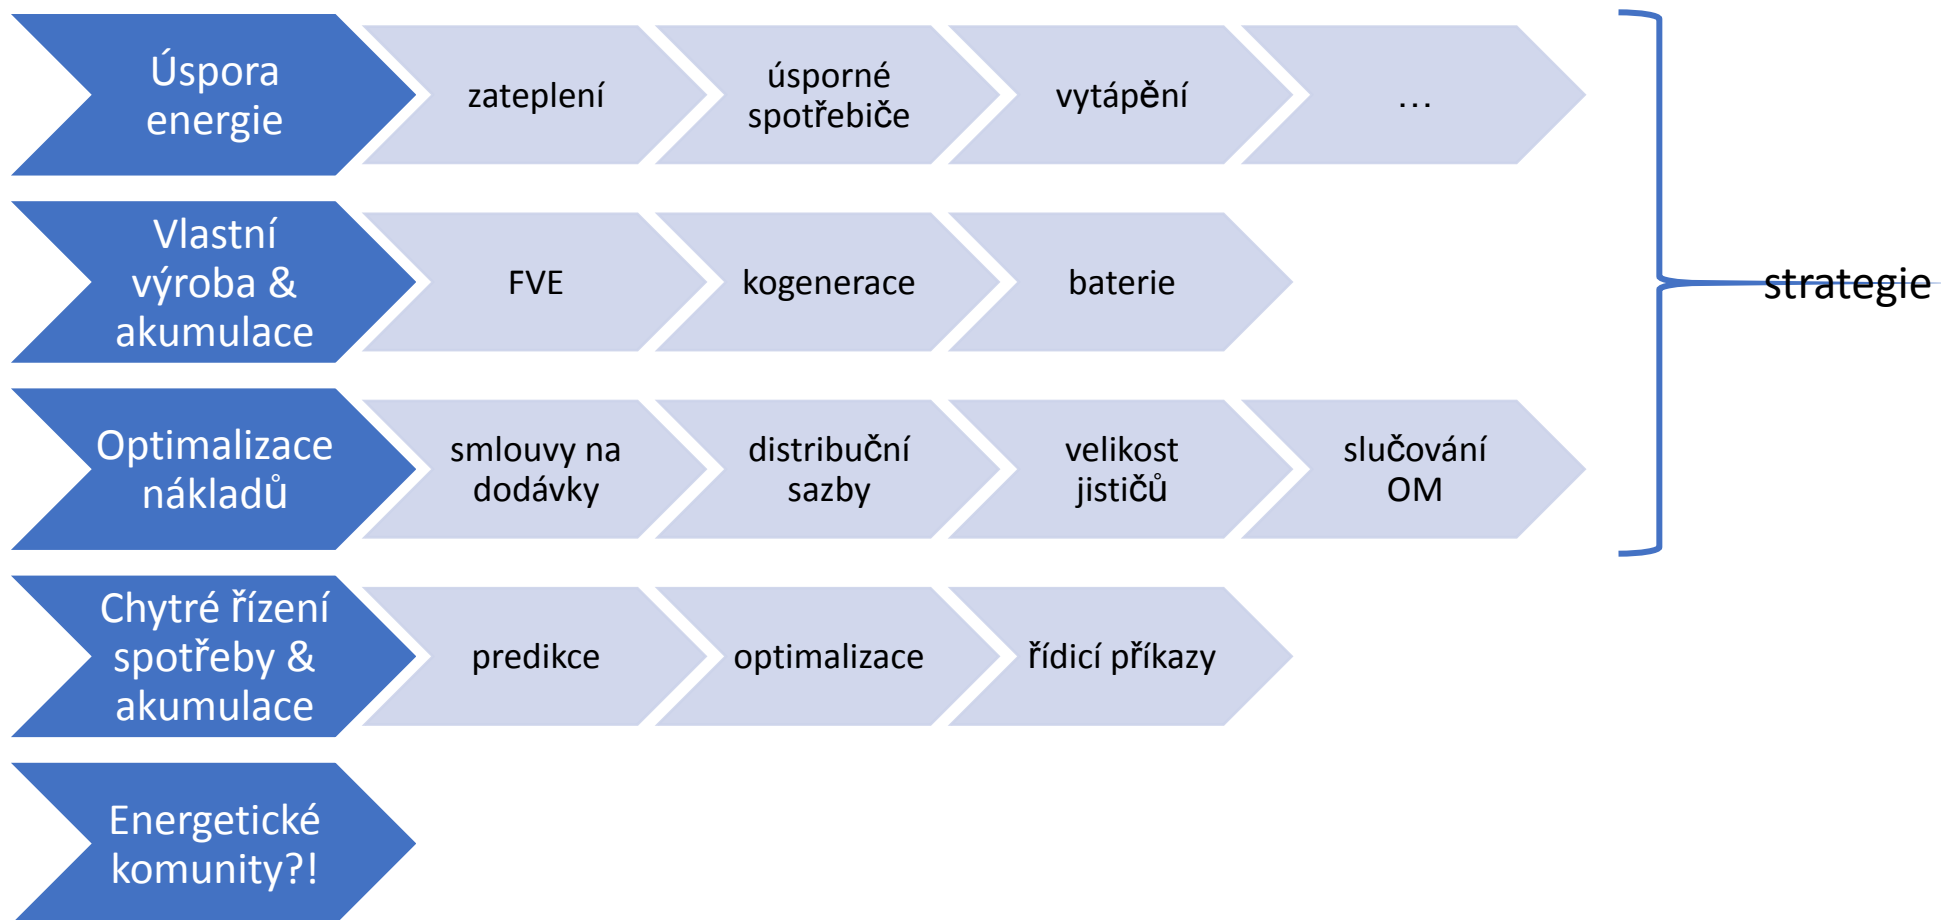 Úspora
energie
zateplení
úsporné
spotřebiče
vytápění
...
Vlastní
výroba &
akumulace
FVE
kogenerace
baterie
strategie
Optimalizace
nákladů
smlouvy na
dodávky
distribuční
sazby
velikost
jističů
slučování
OM
Chytré řízení
spotřeby &
akumulace
predikce
optimalizace
řídicí příkazy
Energetické
komunity?!